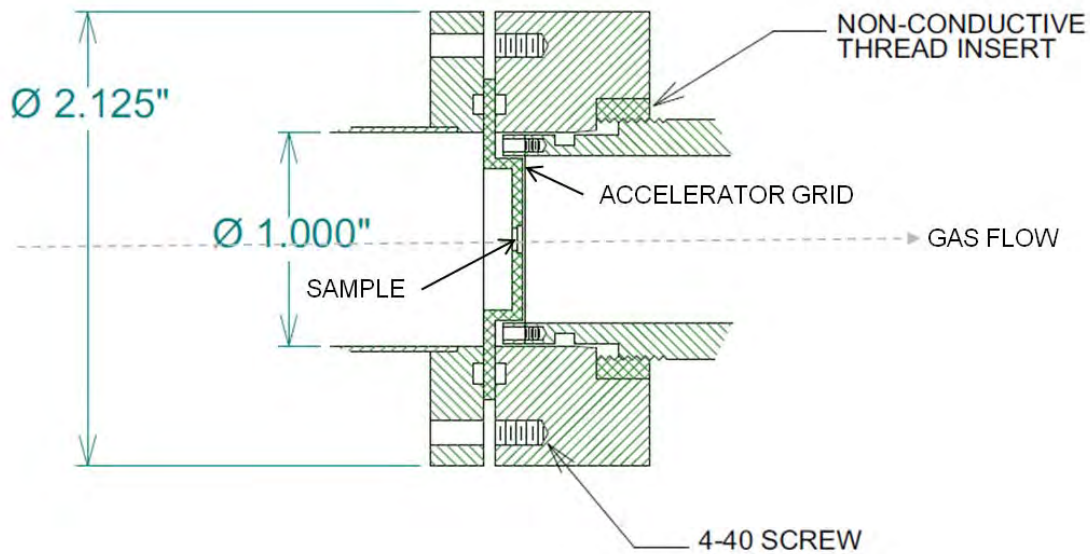 NON-CONDUCTIVE
THREAD INSERT
Ø 2.125"
ACCELERATOR GRID
Ø 1.000"
GAS FLOW
SAMPLE
4-40 SCREW